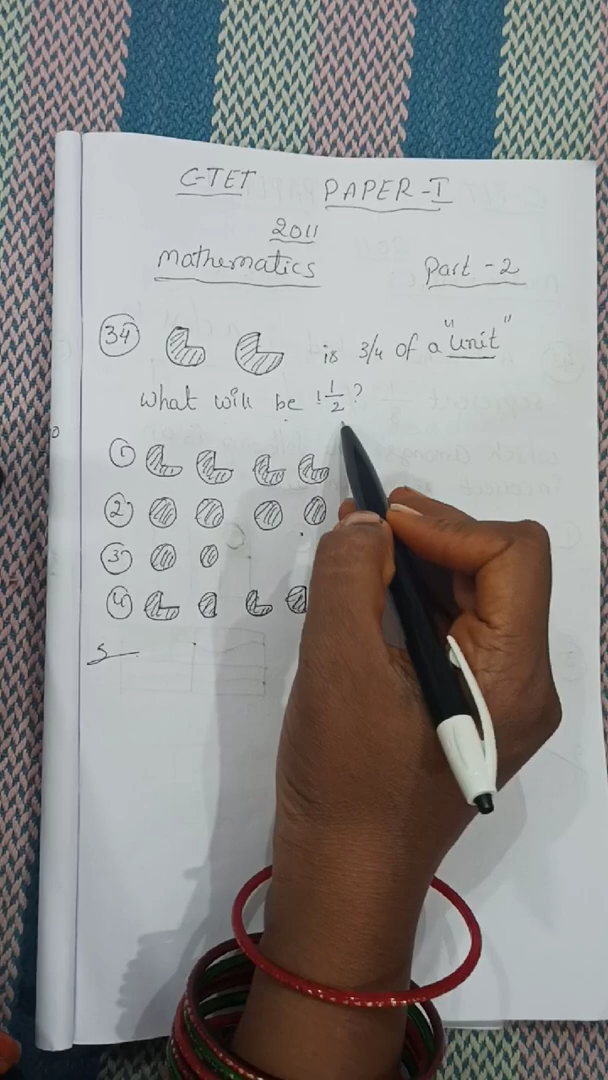 C-TET PAPER-I
2011
Mathematics Part-2
34 is 3/4 of a "unit"
What will be 1 1/2?
1)
2)
3)
4)
S